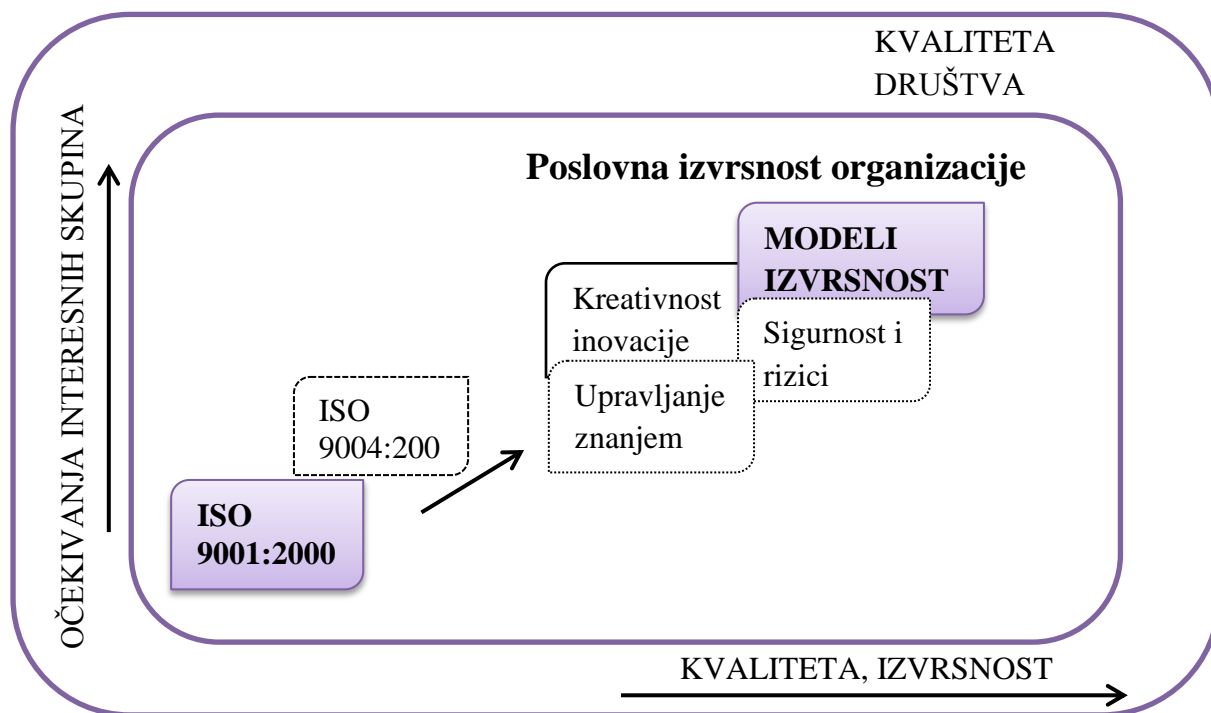 KVALITETA
DRUŠTVA
OČEKIVANJA INTERESNIH SKUPINA
Poslovna izvrsnost organizacije
MODELI
IZVRSNOST
Kreativnost
inovacije
Sigurnost i
rizici
Upravljanje
znanjem
ISO
9004:200
ISO
9001:2000
KVALITETA, IZVRSNOST